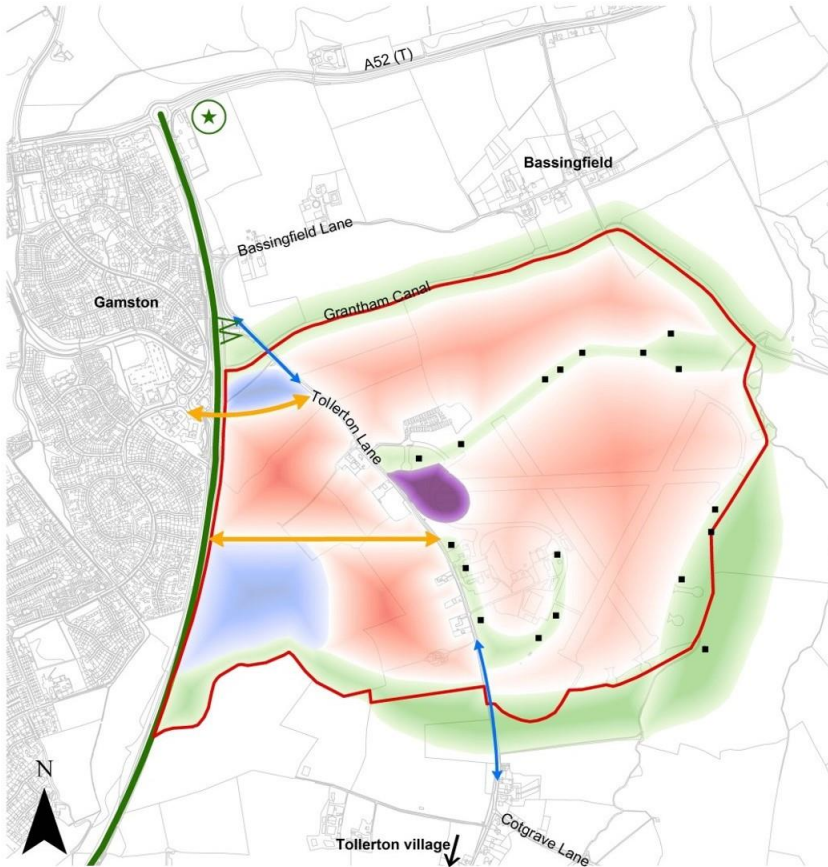 A52 (T)
Bassingfield
Bassingfield Lane
Gamston
Grantham Canal
Tollerton Lane
N
Tollerton village
Cotgrave Lane